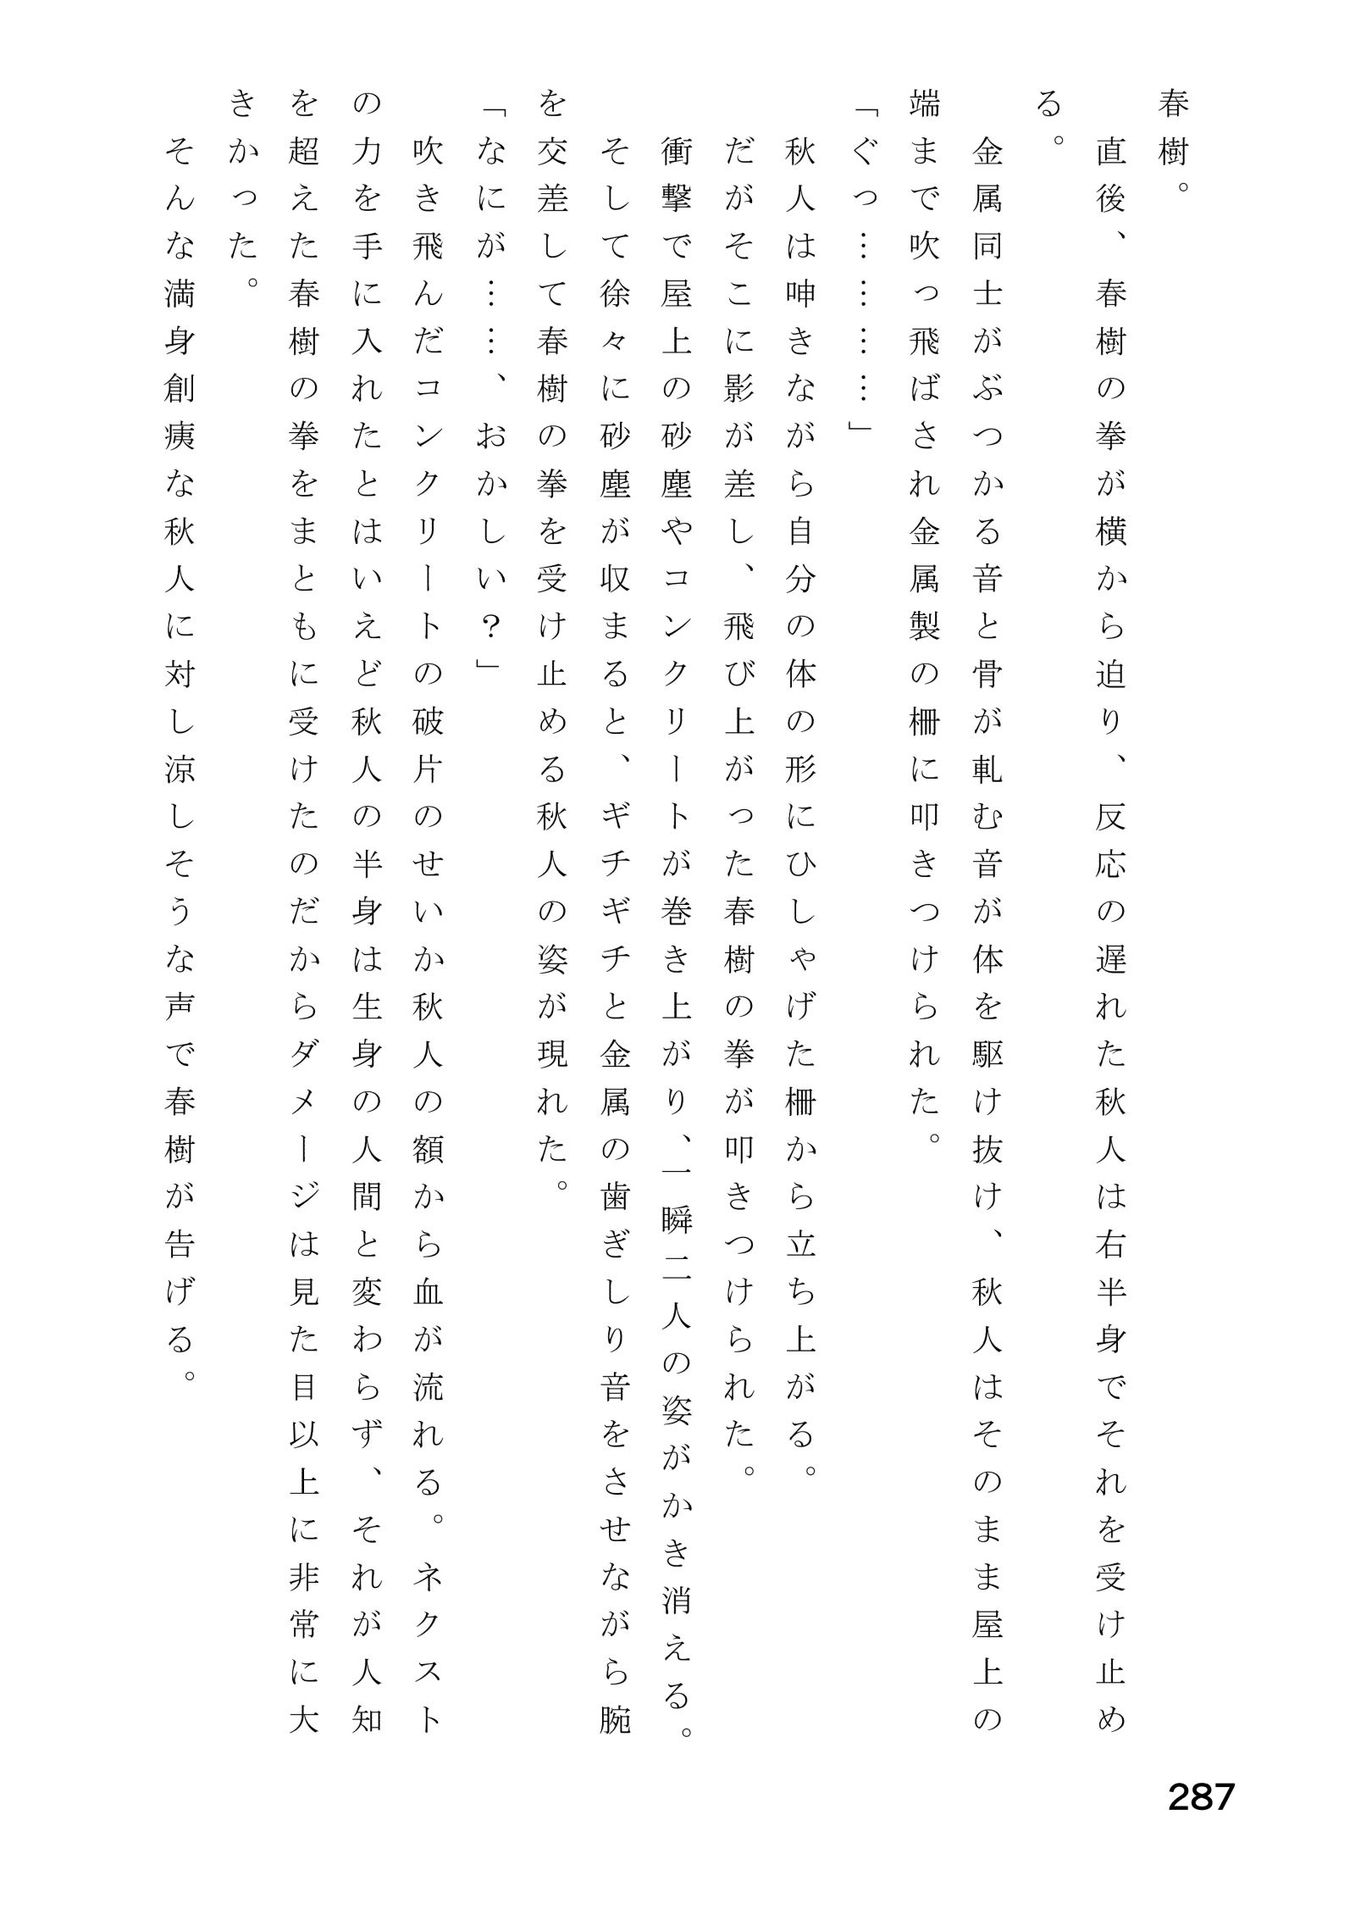 春樹。
　直後、春樹の拳が横から迫り、反応の遅れた秋人は右半身でそれを受け止め
る。
　金属同士がぶつかる音と骨が軋む音が体を駆け抜け、秋人はそのまま屋上の
端まで吹っ飛ばされ金属製の柵に叩きつけられた。
「ぐっ…………」
　秋人は呻きながら自分の体の形にひしゃげた柵から立ち上がる。
　だがそこに影が差し、飛び上がった春樹の拳が叩きつけられた。
　衝撃で屋上の砂塵やコンクリートが巻き上がり、一瞬二人の姿がかき消える。
　そして徐々に砂塵が収まると、ギチギチと金属の歯ぎしり音をさせながら腕
を交差して春樹の拳を受け止める秋人の姿が現れた。
「なにが……、おかしい？」
　吹き飛んだコンクリートの破片のせいか秋人の額から血が流れる。ネクスト
の力を手に入れたとはいえど秋人の半身は生身の人間と変わらず、それが人知
を超えた春樹の拳をまともに受けたのだからダメージは見た目以上に非常に大
きかった。
　そんな満身創痍な秋人に対し涼しそうな声で春樹が告げる。
287